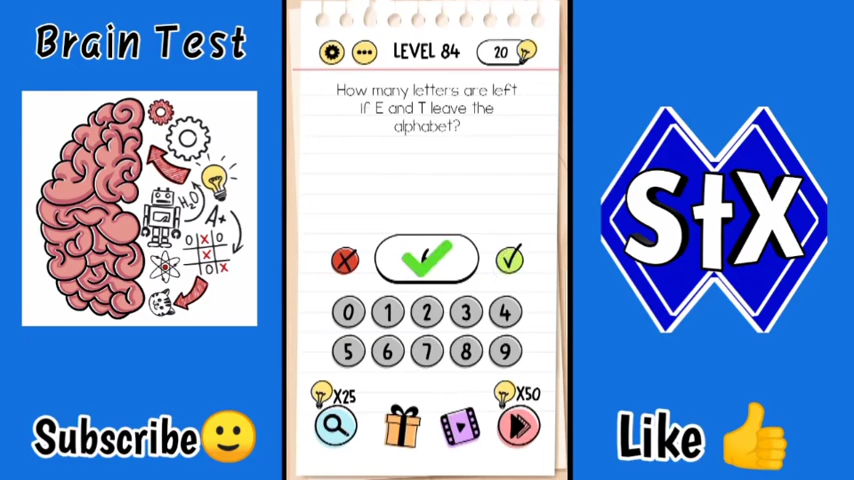 Brain Test
H₂O
A+
O X O
X
O X
Subscribe
LEVEL 84
20
How many letters are left
if E and T leave the
alphabet?
0 1 2 3 4
5 6 7 8 9
X25
X50
StX
Like